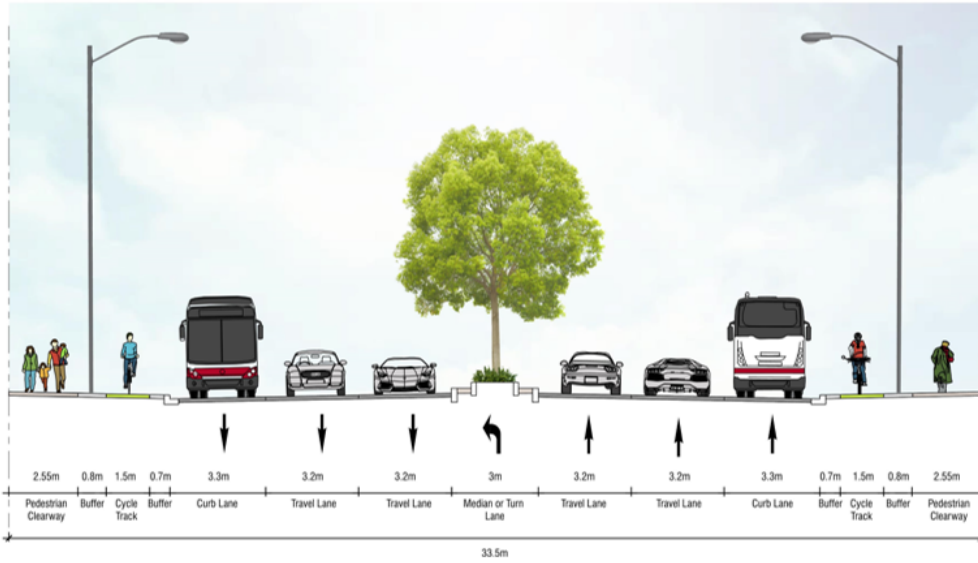 2.55m 0.8m 1.5m 0.7m 3.3m 3.2m 3.2m 3m 3.2m 3.2m 3.3m 0.7m 1.5m 0.8m 2.55m
Pedestrian Buffer Cycle Buffer Curb Lane Travel Lane Travel Lane Median or Turn Travel Lane Travel Lane Curb Lane Buffer Cycle Buffer Pedestrian
Clearway Track Lane Track Clearway
33.5m